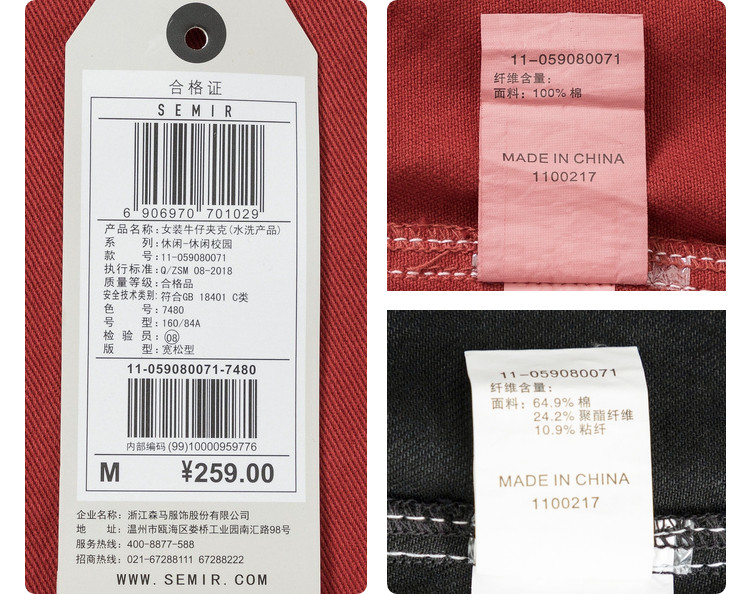 合格证
SEMIR
6 906970 701029
产品名称: 女装牛仔夹克(水洗产品)
系 列: 休闲-休闲校园
款 号: 11-059080071
执行标准: Q/ZSM 08-2018
质量等级: 合格品
安全技术类别: 符合GB 18401 C类
色 号: 7480
号 型: 160/84A
检 验 员: 08
版 型: 宽松型
11-059080071-7480
内部编码 (99)10000959776
M ¥259.00
企业名称: 浙江森马服饰股份有限公司
地 址: 温州市瓯海区娄桥工业园南汇路98号
服务热线: 400-8877-588
招商热线: 021-67288111 67288222
WWW.SEMIR.COM
11-059080071
纤维含量:
面料: 100% 棉
MADE IN CHINA
1100217
11-059080071
纤维含量:
面料: 64.9% 棉
24.2% 聚酯纤维
10.9% 粘纤
MADE IN CHINA
1100217